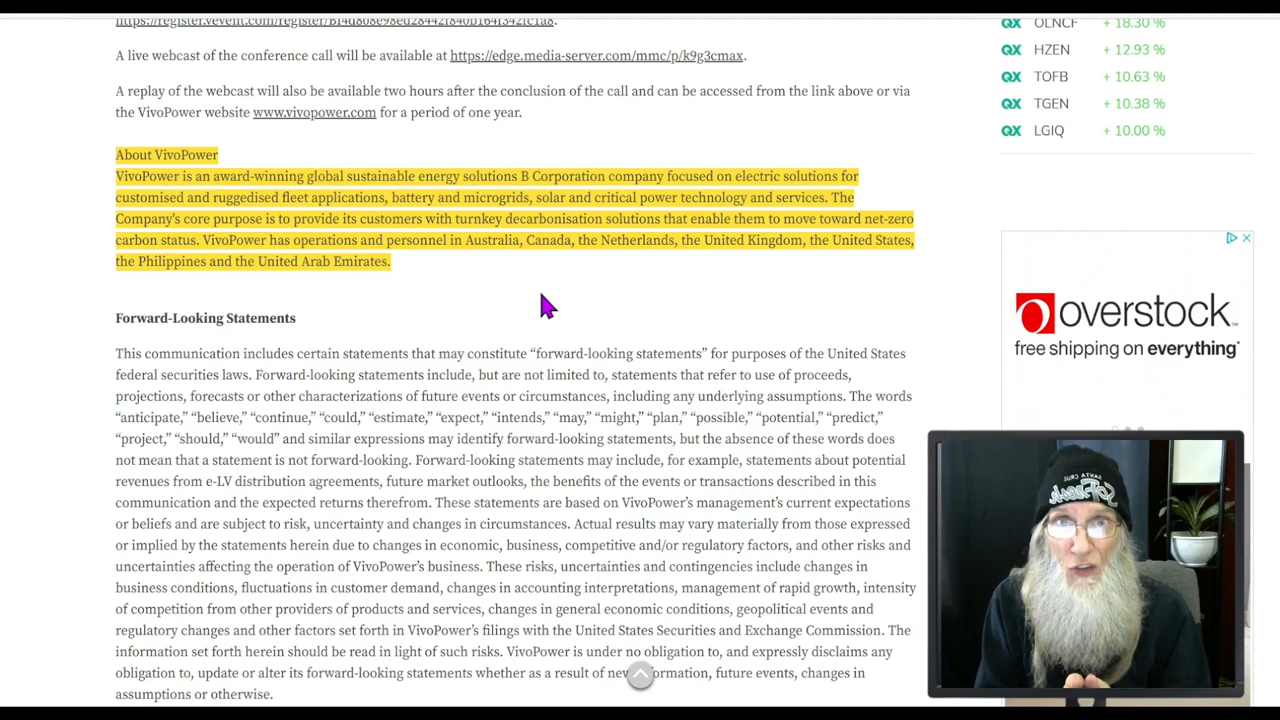 https://register.vevent.com/register/BI4d808e98ed28442f840b164f342fc1a8.
A live webcast of the conference call will be available at https://edge.media-server.com/mmc/p/k9g3cmax.
A replay of the webcast will also be available two hours after the conclusion of the call and can be accessed from the link above or via
the VivoPower website www.vivopower.com for a period of one year.
About VivoPower
VivoPower is an award-winning global sustainable energy solutions B Corporation company focused on electric solutions for
customised and ruggedised fleet applications, battery and microgrids, solar and critical power technology and services. The
Company's core purpose is to provide its customers with turnkey decarbonisation solutions that enable them to move toward net-zero
carbon status. VivoPower has operations and personnel in Australia, Canada, the Netherlands, the United Kingdom, the United States,
the Philippines and the United Arab Emirates.
Forward-Looking Statements
This communication includes certain statements that may constitute “forward-looking statements” for purposes of the United States
federal securities laws. Forward-looking statements include, but are not limited to, statements that refer to use of proceeds,
projections, forecasts or other characterizations of future events or circumstances, including any underlying assumptions. The words
“anticipate,” “believe,” “continue,” “could,” “estimate,” “expect,” “intends,” “may,” “might,” “plan,” “possible,” “potential,” “predict,”
“project,” “should,” “would” and similar expressions may identify forward-looking statements, but the absence of these words does
not mean that a statement is not forward-looking. Forward-looking statements may include, for example, statements about potential
revenues from e-LV distribution agreements, future market outlooks, the benefits of the events or transactions described in this
communication and the expected returns therefrom. These statements are based on VivoPower’s management’s current expectations
or beliefs and are subject to risk, uncertainty and changes in circumstances. Actual results may vary materially from those expressed
or implied by the statements herein due to changes in economic, business, competitive and/or regulatory factors, and other risks and
uncertainties affecting the operation of VivoPower’s business. These risks, uncertainties and contingencies include changes in
business conditions, fluctuations in customer demand, changes in accounting interpretations, management of rapid growth, intensity
of competition from other providers of products and services, changes in general economic conditions, geopolitical events and
regulatory changes and other factors set forth in VivoPower’s filings with the United States Securities and Exchange Commission. The
information set forth herein should be read in light of such risks. VivoPower is under no obligation to, and expressly disclaims any
obligation to, update or alter its forward-looking statements whether as a result of new formation, future events, changes in
assumptions or otherwise.
QX OLNCF + 18.30 %
QX HZEN + 12.93 %
QX TOFB + 10.63 %
QX TGEN + 10.38 %
QX LGIQ + 10.00 %
overstock™
free shipping on everything*
SANTA CRUZ